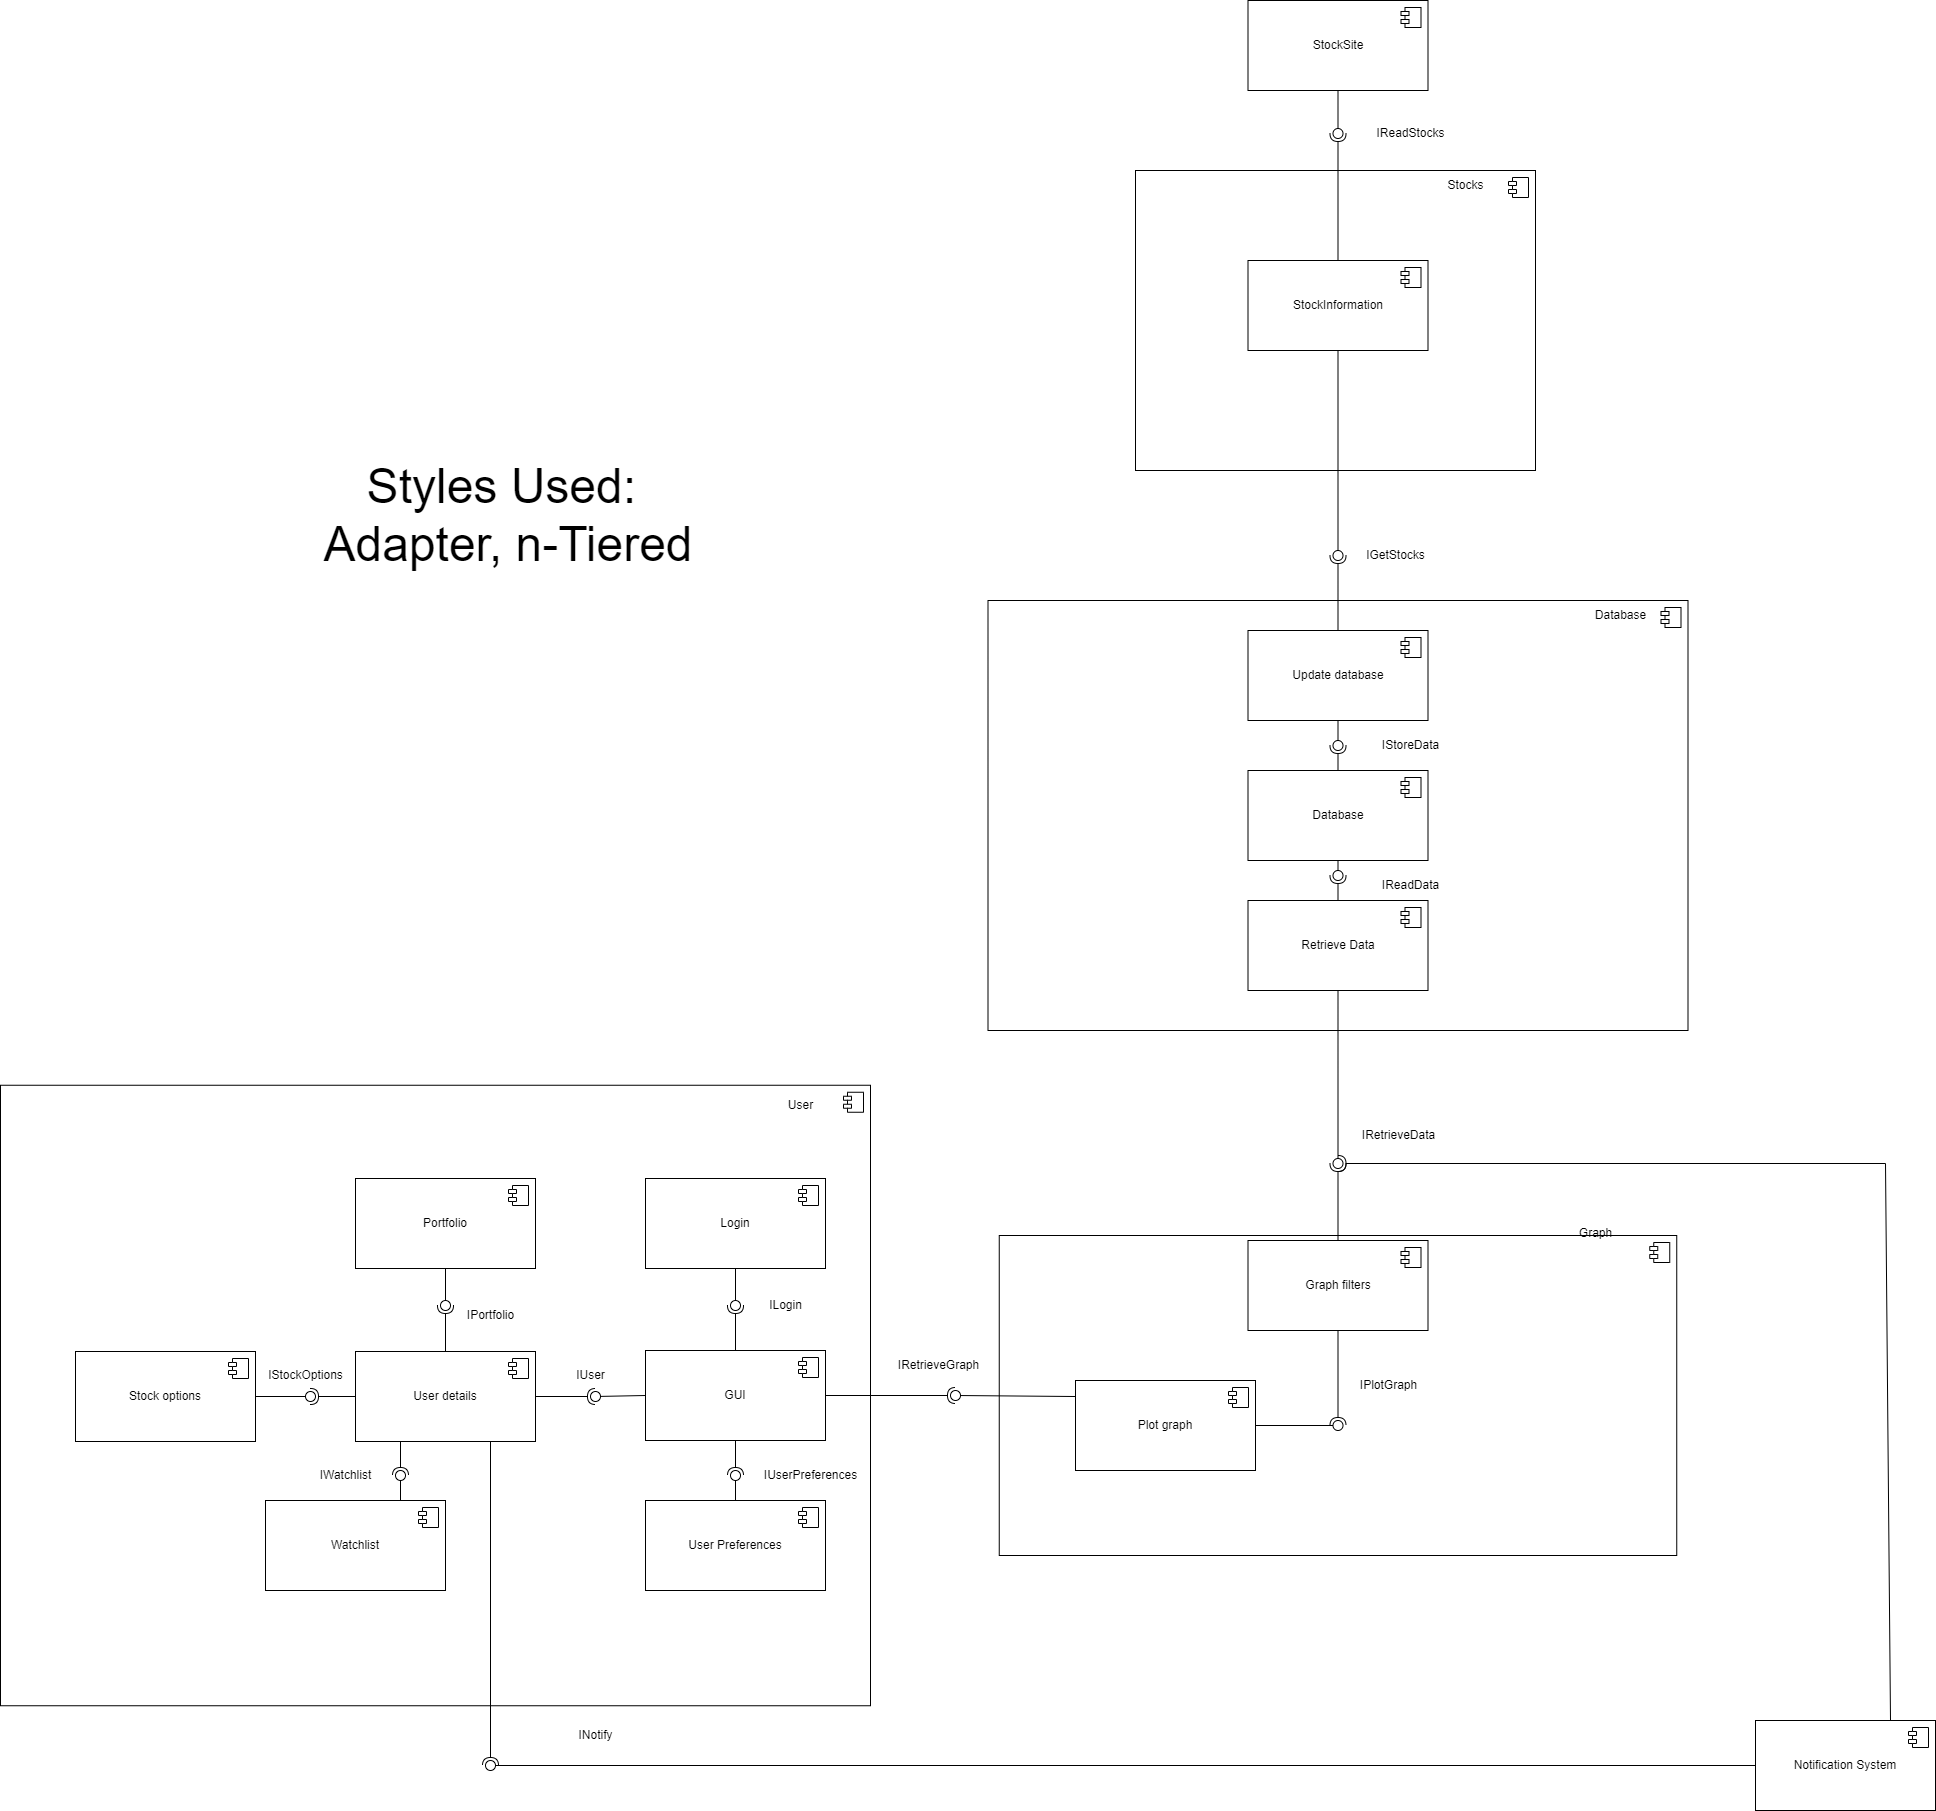 StockSite
IReadStocks
Stocks
StockInformation
Styles Used:
Adapter, n-Tiered
IGetStocks
Database
Update database
IStoreData
Database
IReadData
Retrieve Data
User
IRetrieveData
Portfolio
Login
Graph
Graph filters
IPortfolio
ILogin
IStockOptions
IUser
IRetrieveGraph
IPlotGraph
Stock options
User details
GUI
Plot graph
IWatchlist
IUserPreferences
Watchlist
User Preferences
INotify
Notification System